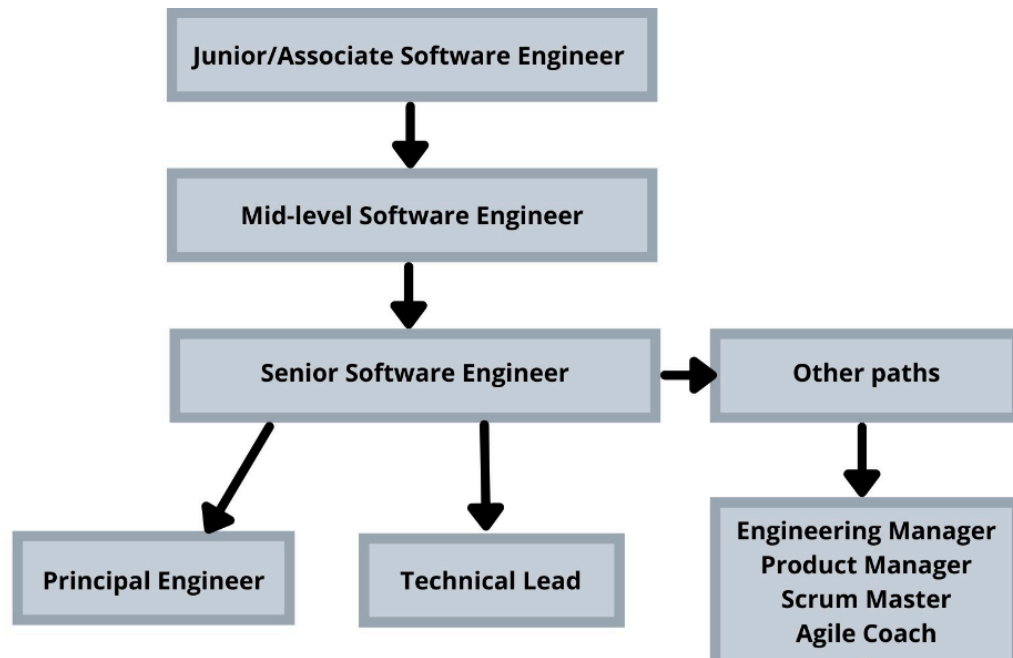 Junior/Associate Software Engineer
Mid-level Software Engineer
Senior Software Engineer
Other paths
Principal Engineer
Technical Lead
Engineering Manager
Product Manager
Scrum Master
Agile Coach